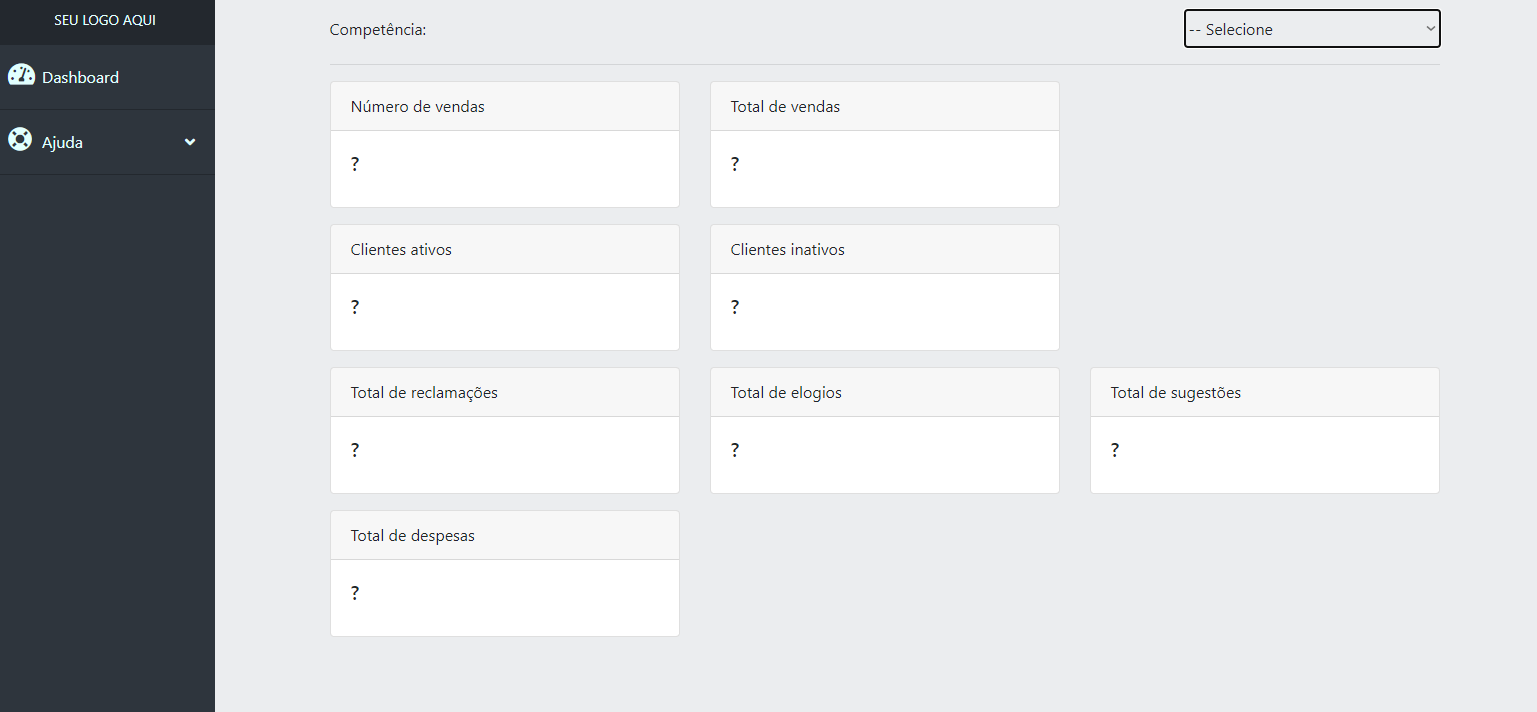 SEU LOGO AQUI
Competência:
-- Selecione
Dashboard
Ajuda
Número de vendas
Total de vendas
?
?
Clientes ativos
Clientes inativos
?
?
Total de reclamações
Total de elogios
Total de sugestões
?
?
?
Total de despesas
?